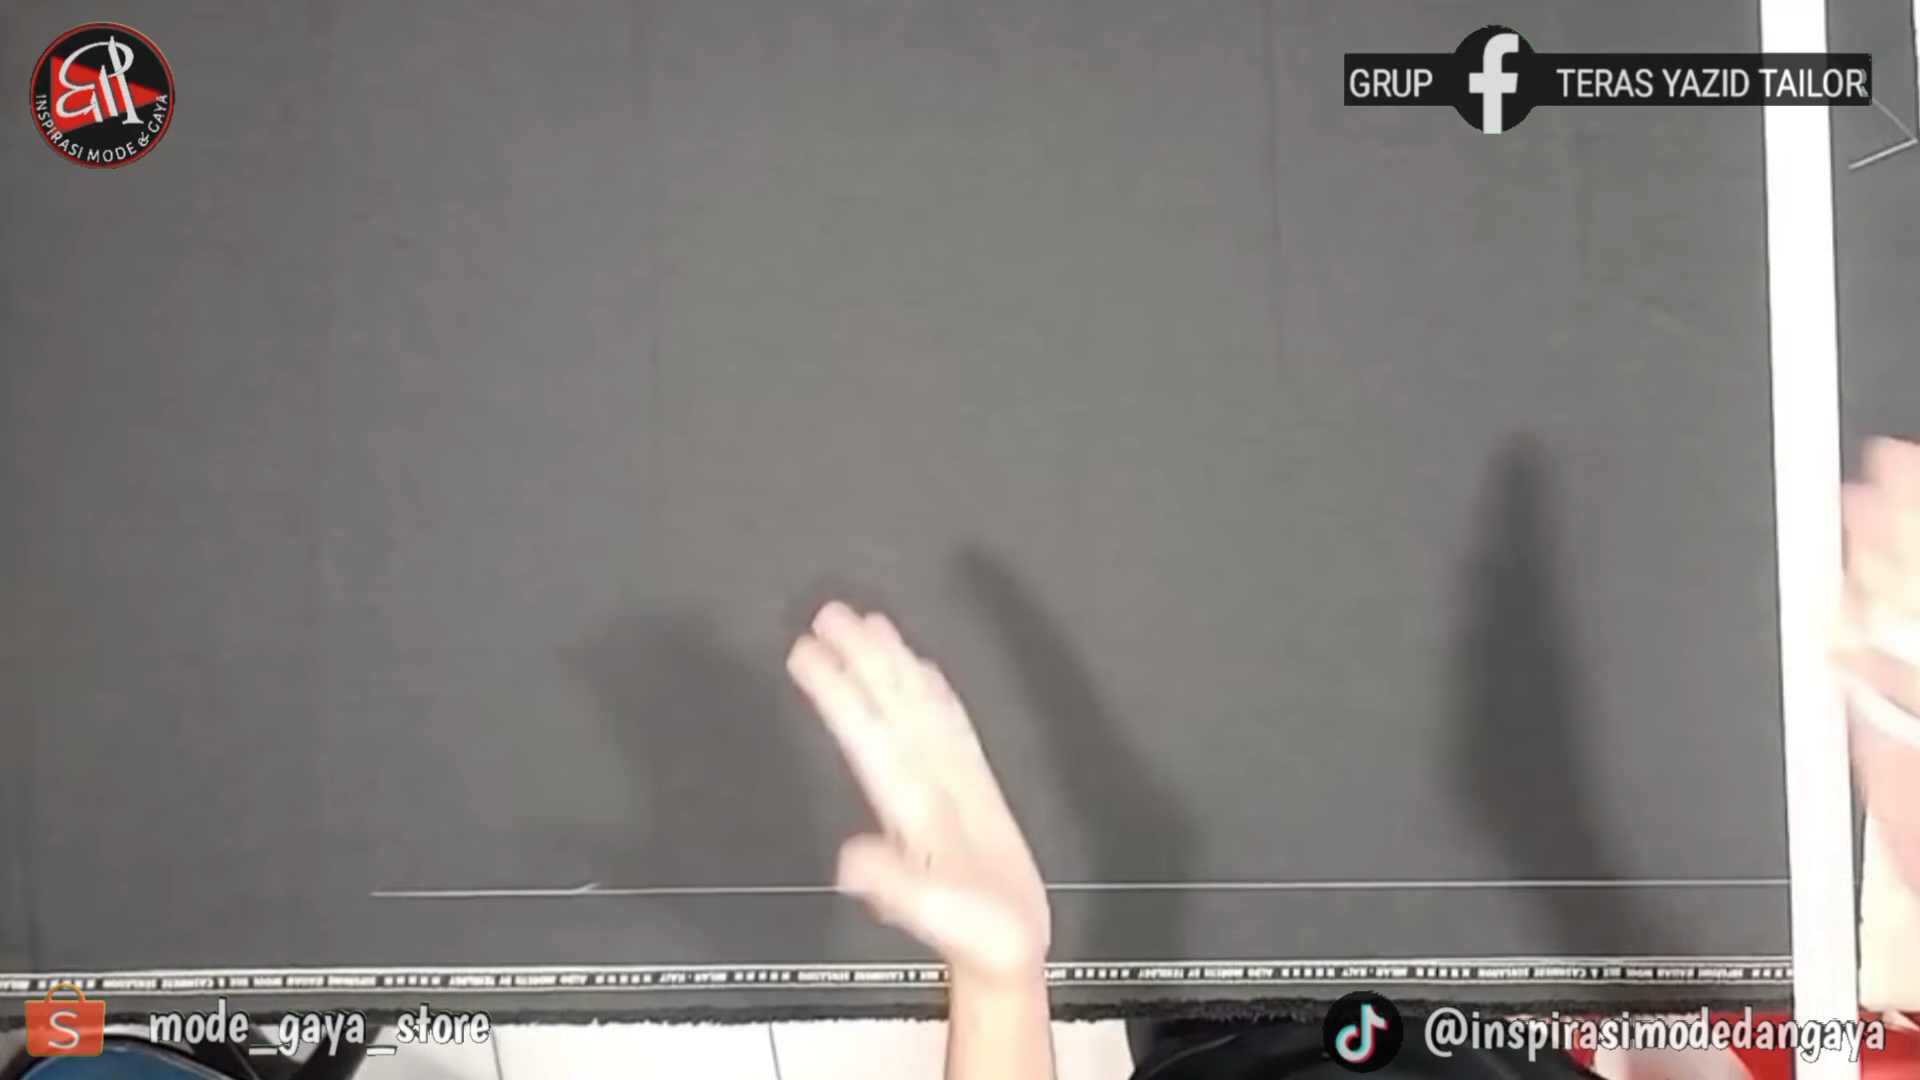 INSPIRASI MODE & GAYA
GRUP f TERAS YAZID TAILOR
mode_gaya_store
@inspirasimodedangaya